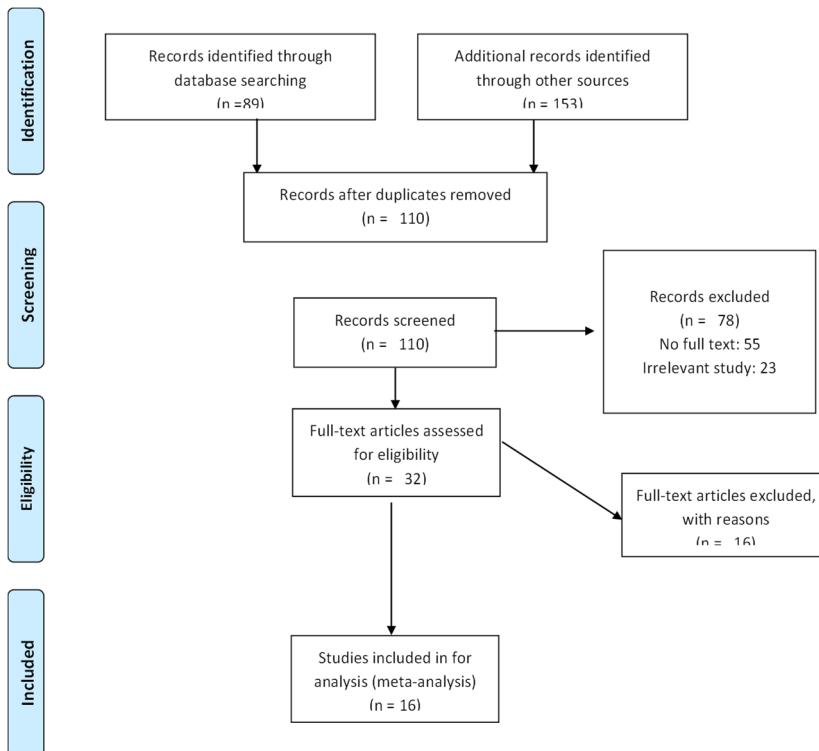 Identification
Records identified through
database searching
(n =89)
Additional records identified
through other sources
(n = 153)
Records after duplicates removed
(n = 110)
Screening
Records screened
(n = 110)
Records excluded
(n = 78)
No full text: 55
Irrelevant study: 23
Eligibility
Full-text articles assessed
for eligibility
(n = 32)
Full-text articles excluded,
with reasons
(n = 16)
Included
Studies included in for
analysis (meta-analysis)
(n = 16)